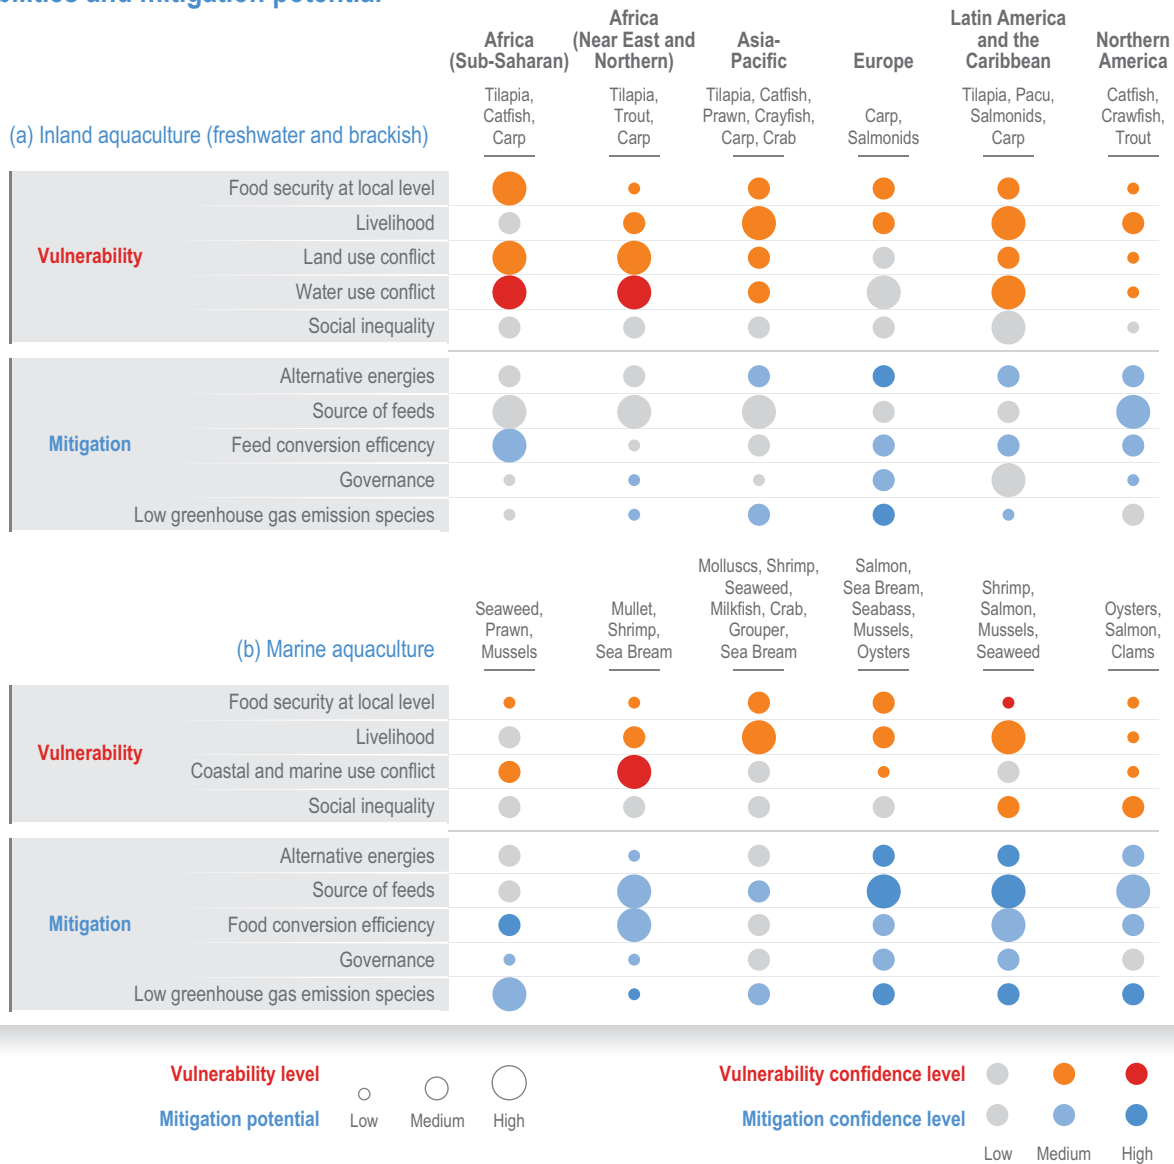 bilities and mitigation potential
Africa
(Sub-Saharan)
Africa
(Near East and
Northern)
Asia-
Pacific
Europe
Latin America
and the
Caribbean
Northern
America
(a) Inland aquaculture (freshwater and brackish)
Tilapia,
Catfish,
Carp
Tilapia,
Trout,
Carp
Tilapia, Catfish,
Prawn, Crayfish,
Carp, Crab
Carp,
Salmonids
Tilapia, Pacu,
Salmonids,
Carp
Catfish,
Crawfish,
Trout
Vulnerability
Food security at local level
Livelihood
Land use conflict
Water use conflict
Social inequality
Mitigation
Alternative energies
Source of feeds
Feed conversion efficency
Governance
Low greenhouse gas emission species
(b) Marine aquaculture
Seaweed,
Prawn,
Mussels
Mullet,
Shrimp,
Sea Bream
Molluscs, Shrimp,
Seaweed,
Milkfish, Crab,
Grouper,
Sea Bream
Salmon,
Sea Bream,
Seabass,
Mussels,
Oysters
Shrimp,
Salmon,
Mussels,
Seaweed
Oysters,
Salmon,
Clams
Vulnerability
Food security at local level
Livelihood
Coastal and marine use conflict
Social inequality
Mitigation
Alternative energies
Source of feeds
Food conversion efficiency
Governance
Low greenhouse gas emission species
Vulnerability level
Mitigation potential
Low Medium High
Vulnerability confidence level
Mitigation confidence level
Low Medium High